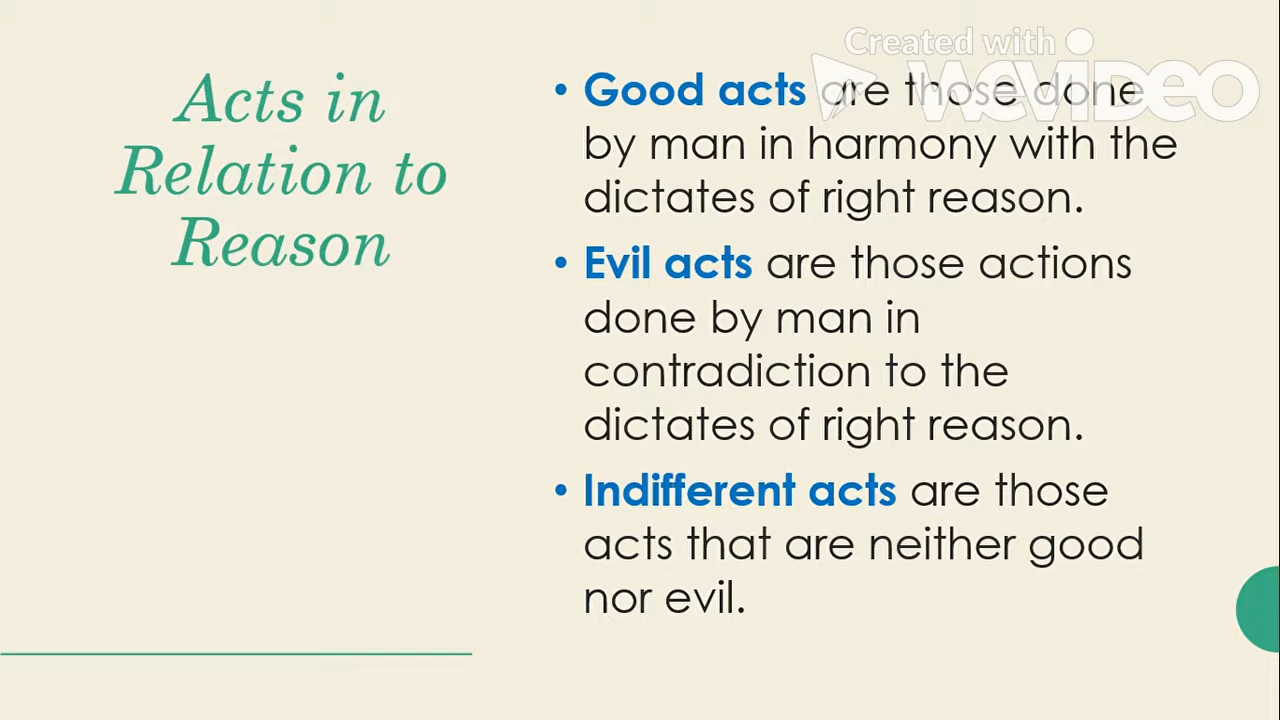 Acts in
Relation to
Reason
Created with
WeVideo
• Good acts are those done
by man in harmony with the
dictates of right reason.
• Evil acts are those actions
done by man in
contradiction to the
dictates of right reason.
• Indifferent acts are those
acts that are neither good
nor evil.